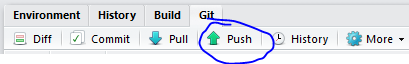 Environment History Build Git
Diff Commit Pull Push History More